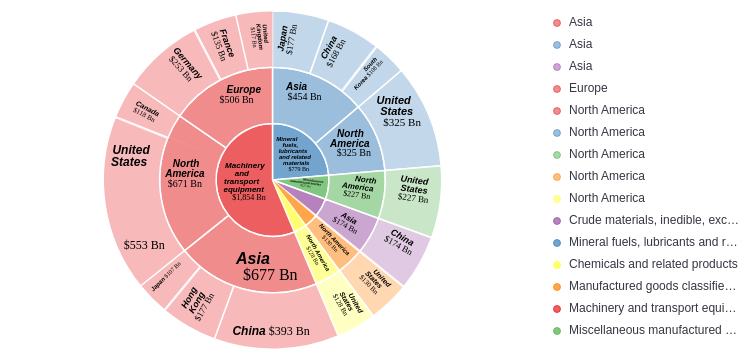 United
Kingdom
$117 Bn
France
$135 Bn
Germany
$253 Bn
Canada
$118 Bn
United
States
$553 Bn
Japan $107 Bn
Hong
Kong
$177 Bn
China $393 Bn
Japan
$177 Bn
China
$168 Bn
South
Korea $108 Bn
United
States
$325 Bn
United
States
$227 Bn
China
$174 Bn
United
States
$130 Bn
United
States
$128 Bn
Europe
$506 Bn
North
America
$671 Bn
Asia
$677 Bn
Asia
$454 Bn
North
America
$325 Bn
North
America
$227 Bn
Asia
$174 Bn
North America
$130 Bn
North America
$128 Bn
Machinery
and
transport
equipment
$1,854 Bn
Mineral
fuels,
lubricants
and related
materials
$779 Bn
Asia
Asia
Asia
Europe
North America
North America
North America
North America
North America
Crude materials, inedible, exc…
Mineral fuels, lubricants and r…
Chemicals and related products
Manufactured goods classifie…
Machinery and transport equi…
Miscellaneous manufactured …